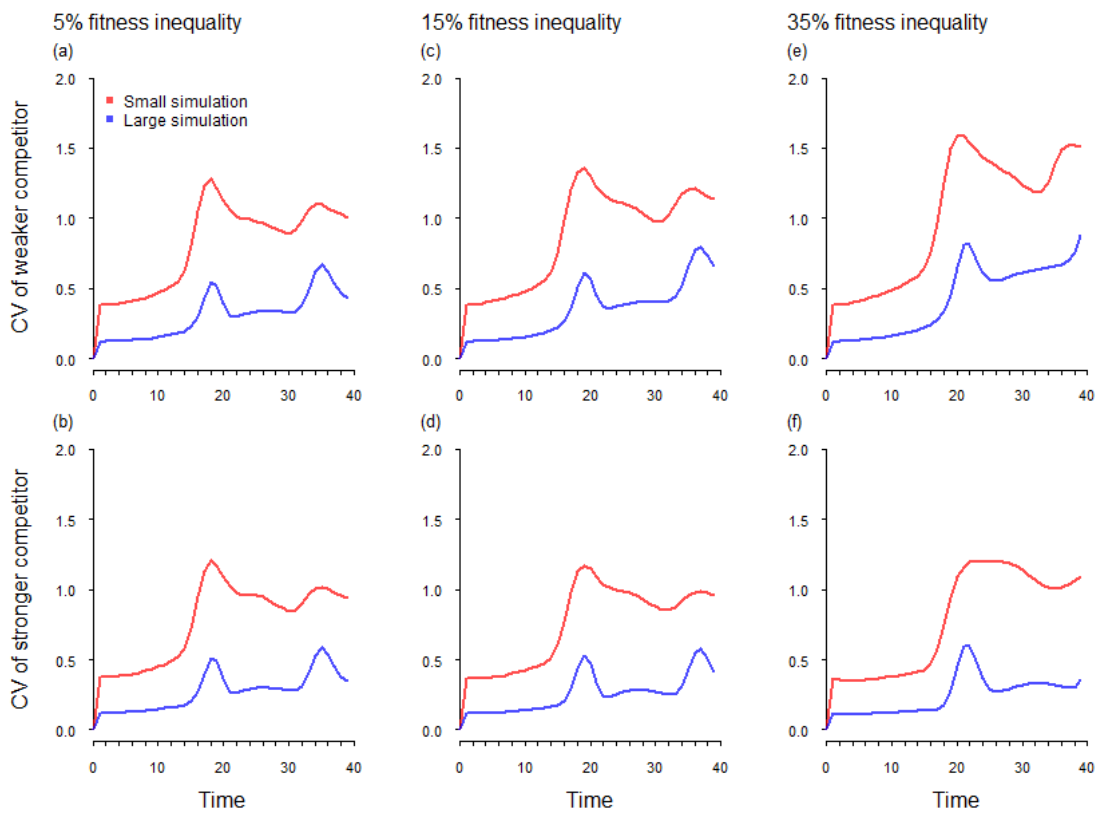 5% fitness inequality
15% fitness inequality
35% fitness inequality
(a)
(c)
(e)
CV of weaker competitor
2.0
1.5
1.0
0.5
0.0
Small simulation
Large simulation
0 10 20 30 40
2.0
1.5
1.0
0.5
0.0
0 10 20 30 40
2.0
1.5
1.0
0.5
0.0
0 10 20 30 40
(b)
(d)
(f)
CV of stronger competitor
2.0
1.5
1.0
0.5
0.0
0 10 20 30 40
Time
2.0
1.5
1.0
0.5
0.0
0 10 20 30 40
Time
2.0
1.5
1.0
0.5
0.0
0 10 20 30 40
Time